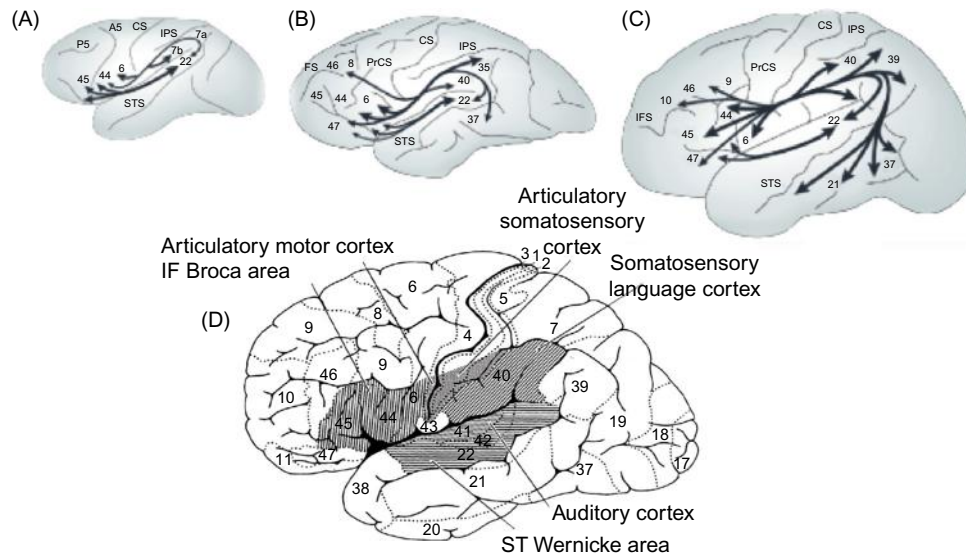 (A)
P5
A5
CS
IPS
7a
7b
6
22
45
44
STS
(B)
CS
IPS
FS
46
8
PrCS
35
45
44
6
40
22
47
37
STS
(C)
CS
IPS
40
39
PrCS
9
46
10
IFS
44
45
22
6
47
37
STS
21
Articulatory
somatosensory
cortex
Articulatory motor cortex
IF Broca area
Somatosensory
language cortex
(D)
3
1
2
6
5
8
9
4
7
9
46
40
39
10
6
45
44
43
41
42
19
18
17
11
47
22
37
38
21
20
Auditory cortex
ST Wernicke area